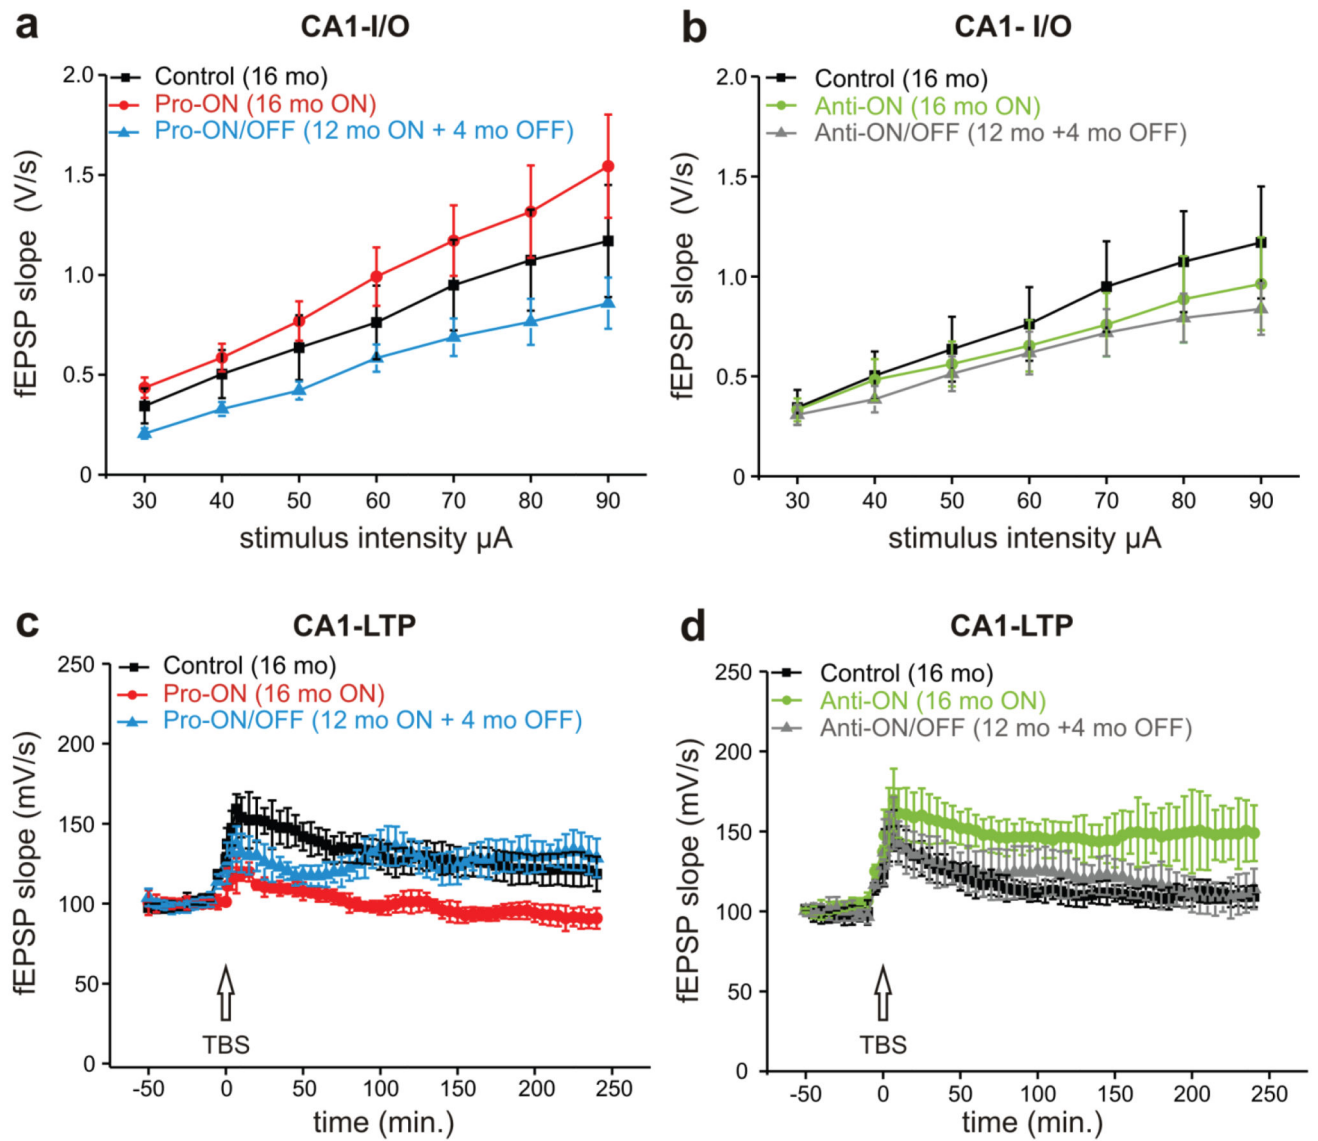 a
CA1-I/O
2.0
1.5
1.0
0.5
0
Control (16 mo)
Pro-ON (16 mo ON)
Pro-ON/OFF (12 mo ON + 4 mo OFF)
fEPSP slope (V/s)
30 40 50 60 70 80 90
stimulus intensity µA
b
CA1- I/O
2.0
1.5
1.0
0.5
0
Control (16 mo)
Anti-ON (16 mo ON)
Anti-ON/OFF (12 mo +4 mo OFF)
fEPSP slope (V/s)
30 40 50 60 70 80 90
stimulus intensity µA
c
CA1-LTP
250
200
150
100
50
0
Control (16 mo)
Pro-ON (16 mo ON)
Pro-ON/OFF (12 mo ON + 4 mo OFF)
fEPSP slope (mV/s)
TBS
-50 0 50 100 150 200 250
time (min.)
d
CA1-LTP
250
200
150
100
50
0
Control (16 mo)
Anti-ON (16 mo ON)
Anti-ON/OFF (12 mo +4 mo OFF)
fEPSP slope (mV/s)
TBS
-50 0 50 100 150 200 250
time (min.)